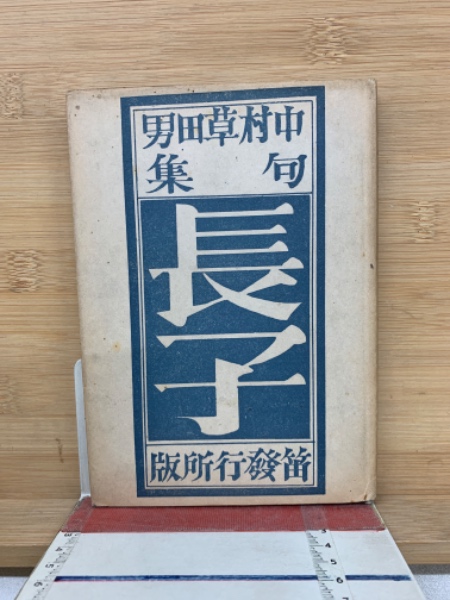 中村草田男
句集
長子
笛發行所版